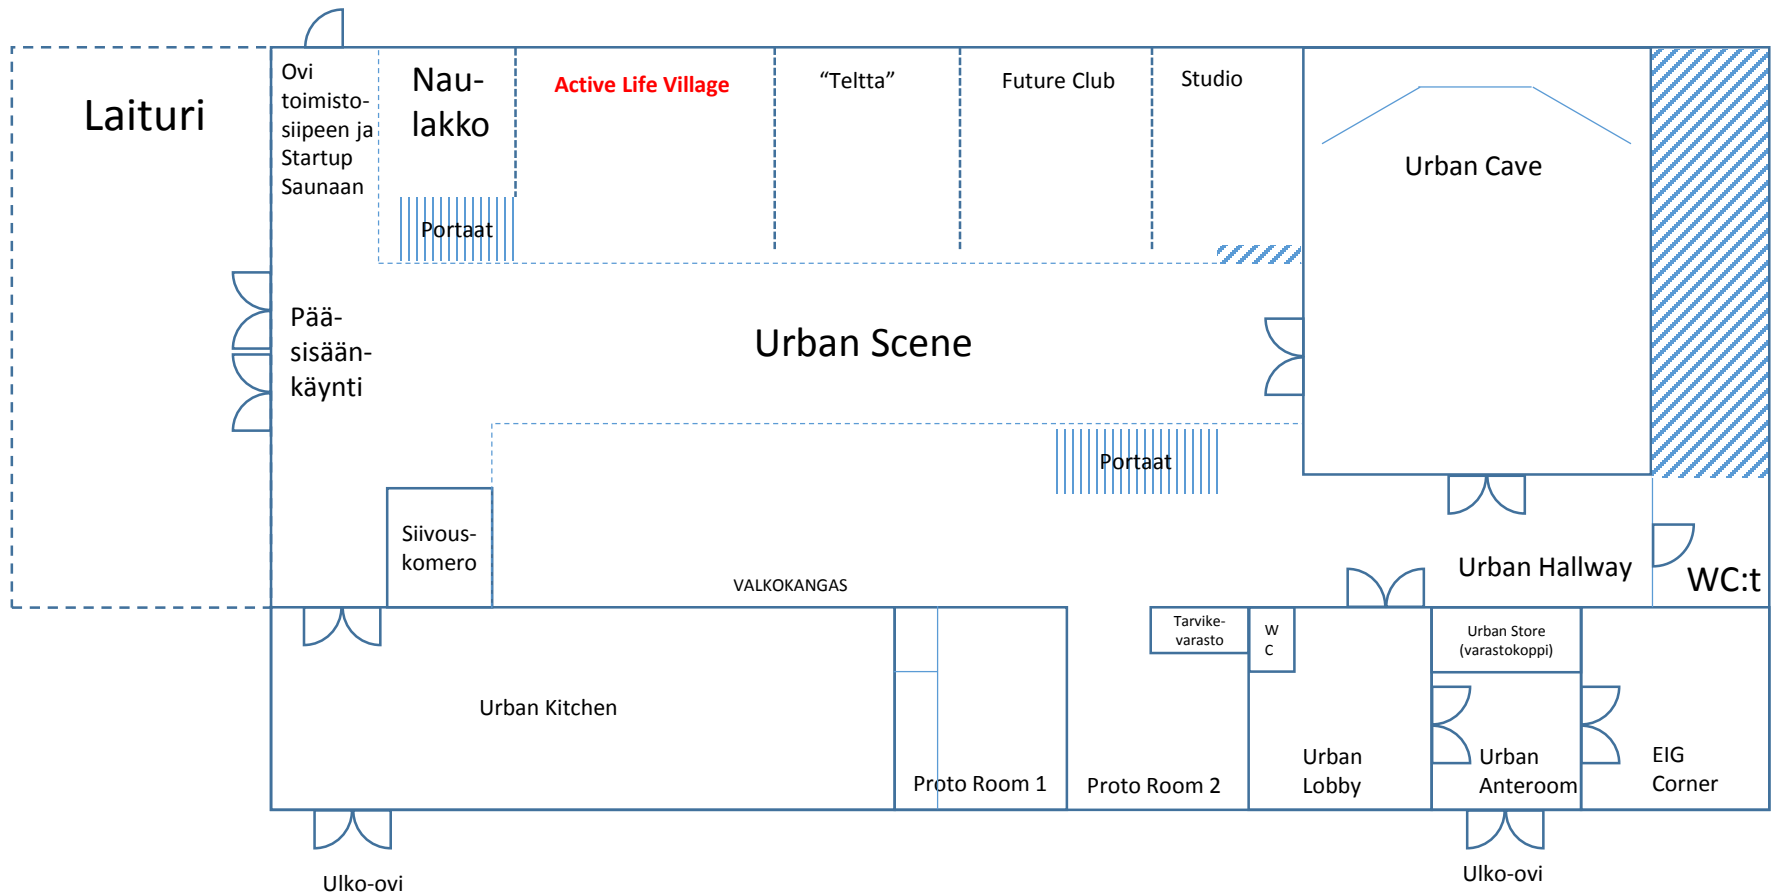 Laituri
Ovi
toimisto-
siipeen ja
Startup
Saunaan
Nau-
lakko
Active Life Village
“Teltta”
Future Club
Studio
Urban Cave
Portaat
Pää-
sisään-
käynti
Urban Scene
Portaat
Siivous-
komero
VALKOKANGAS
Urban Hallway
WC:t
Tarvike-
varasto
W
C
Urban Store
(varastokoppi)
Urban Kitchen
Proto Room 1
Proto Room 2
Urban
Lobby
Urban
Anteroom
EIG
Corner
Ulko-ovi
Ulko-ovi